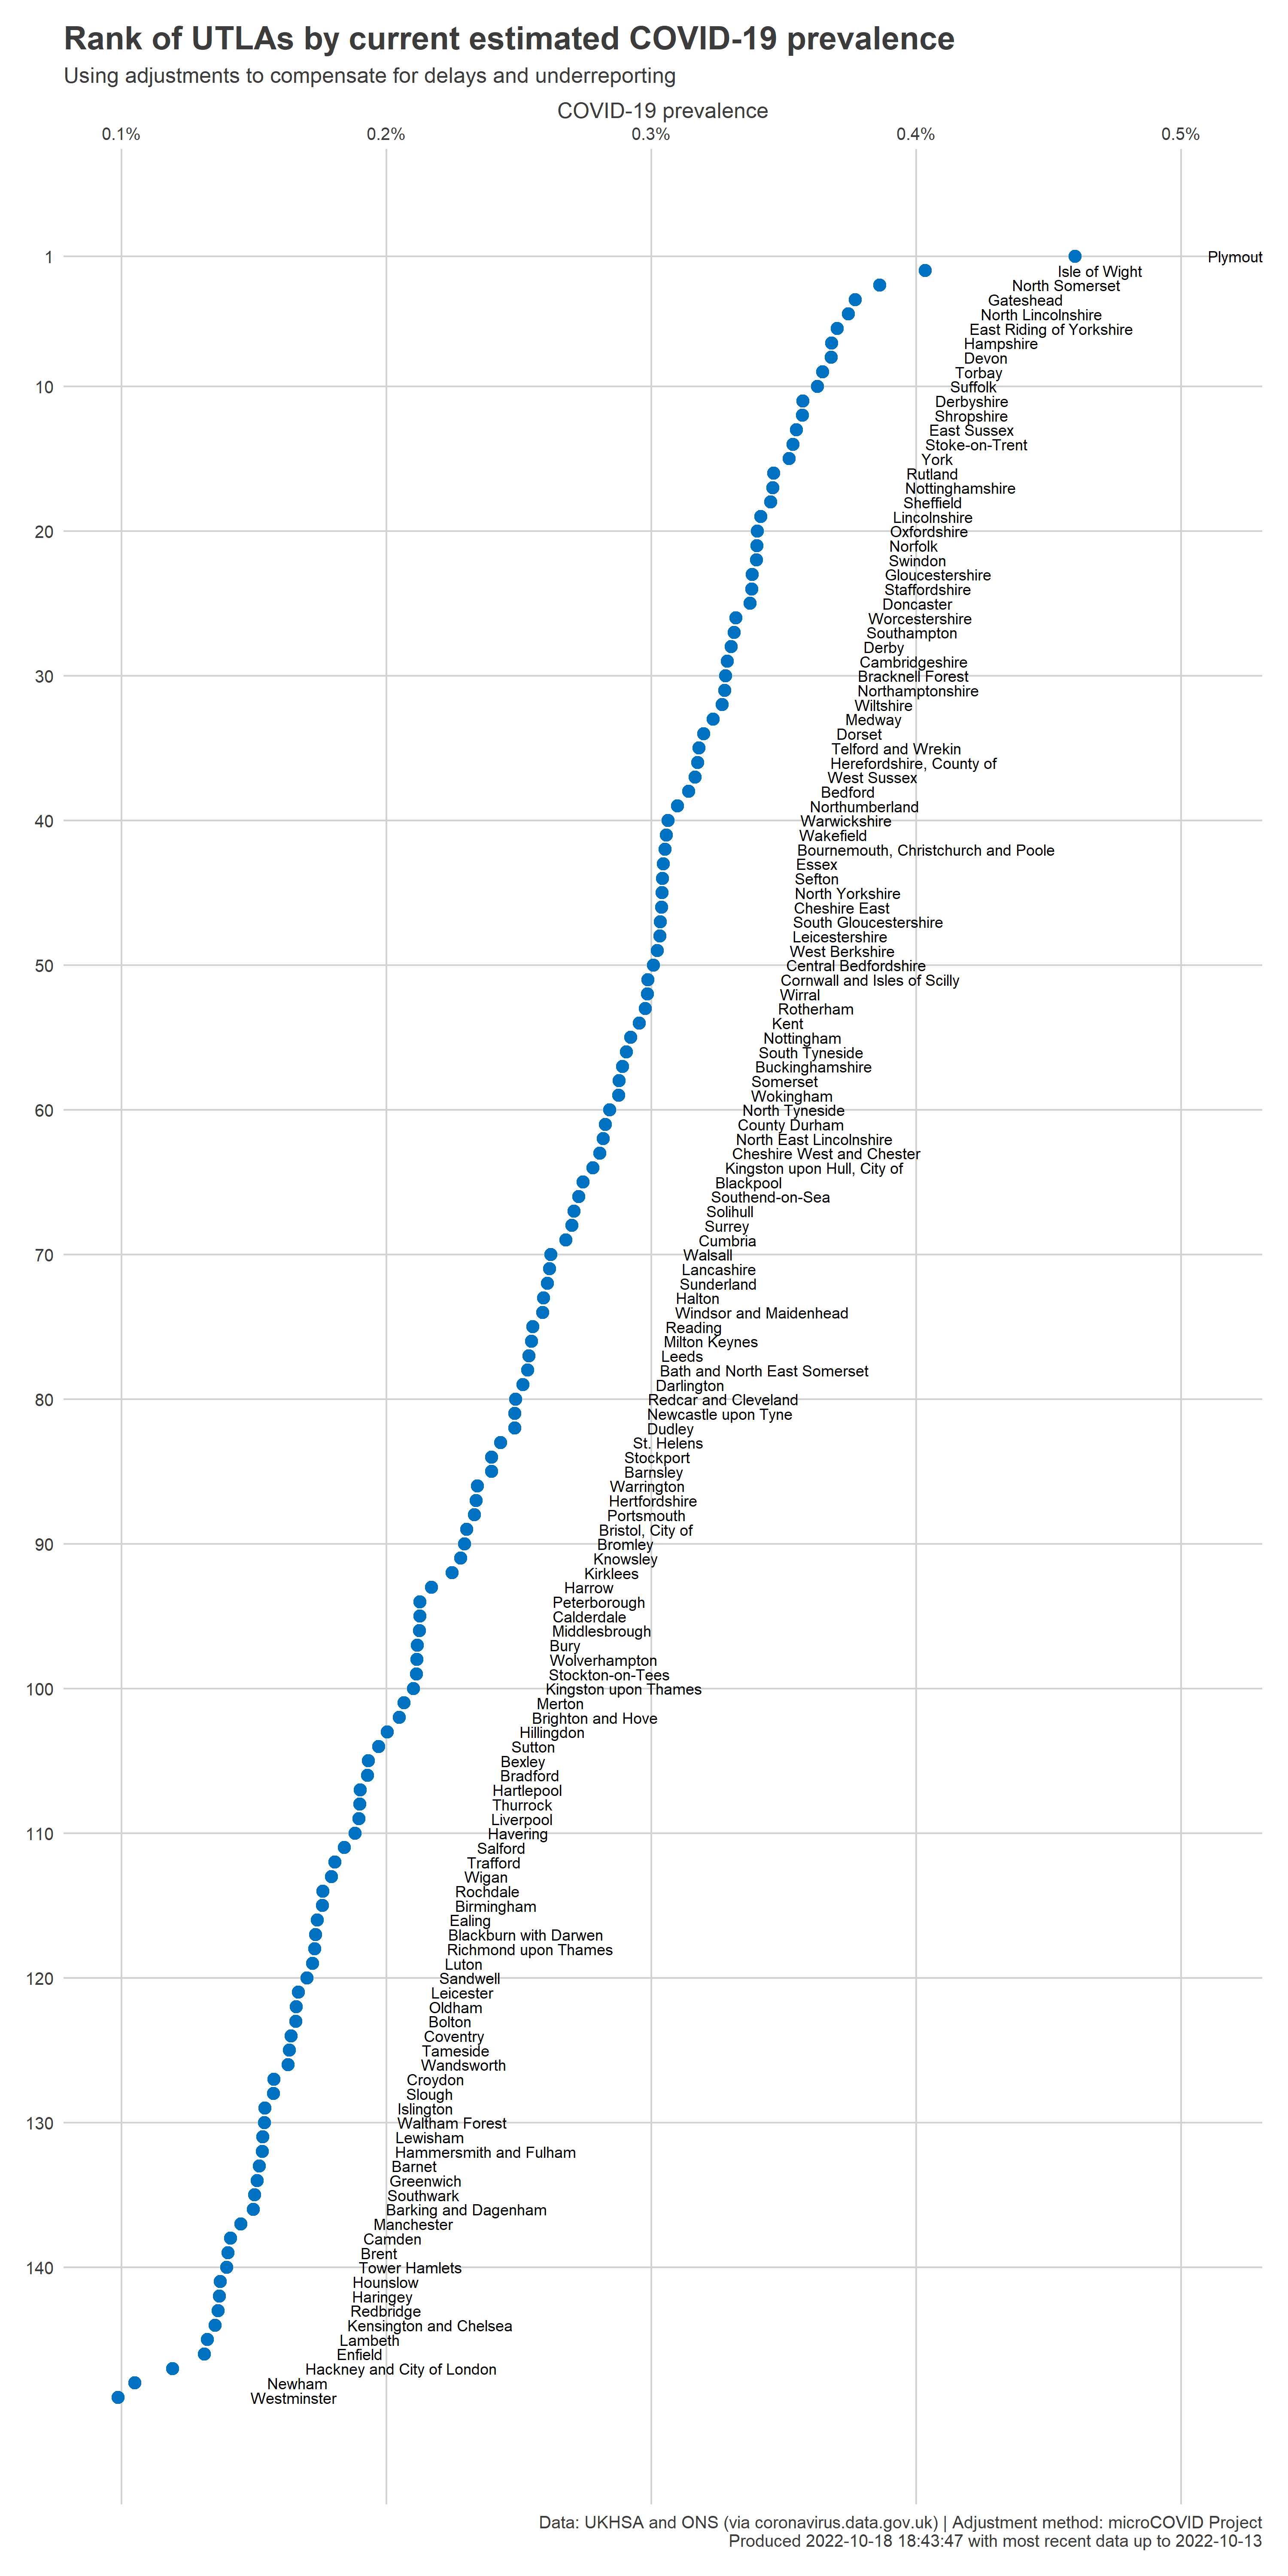 Rank of UTLAs by current estimated COVID-19 prevalence
Using adjustments to compensate for delays and underreporting
COVID-19 prevalence
0.1% 0.2% 0.3% 0.4% 0.5%
1 Plymout
Isle of Wight
North Somerset
Gateshead
North Lincolnshire
East Riding of Yorkshire
Hampshire
Devon
Torbay
10 Suffolk
Derbyshire
Shropshire
East Sussex
Stoke-on-Trent
York
Rutland
Nottinghamshire
Sheffield
Lincolnshire
20 Oxfordshire
Norfolk
Swindon
Gloucestershire
Staffordshire
Doncaster
Worcestershire
Southampton
Derby
Cambridgeshire
30 Bracknell Forest
Northamptonshire
Wiltshire
Medway
Dorset
Telford and Wrekin
Herefordshire, County of
West Sussex
Bedford
Northumberland
40 Warwickshire
Wakefield
Bournemouth, Christchurch and Poole
Essex
Sefton
North Yorkshire
Cheshire East
South Gloucestershire
Leicestershire
West Berkshire
50 Central Bedfordshire
Cornwall and Isles of Scilly
Wirral
Rotherham
Kent
Nottingham
South Tyneside
Buckinghamshire
Somerset
Wokingham
60 North Tyneside
County Durham
North East Lincolnshire
Cheshire West and Chester
Kingston upon Hull, City of
Blackpool
Southend-on-Sea
Solihull
Surrey
Cumbria
70 Walsall
Lancashire
Sunderland
Halton
Windsor and Maidenhead
Reading
Milton Keynes
Leeds
Bath and North East Somerset
Darlington
80 Redcar and Cleveland
Newcastle upon Tyne
Dudley
St. Helens
Stockport
Barnsley
Warrington
Hertfordshire
Portsmouth
Bristol, City of
90 Bromley
Knowsley
Kirklees
Harrow
Peterborough
Calderdale
Middlesbrough
Bury
Wolverhampton
Stockton-on-Tees
100 Kingston upon Thames
Merton
Brighton and Hove
Hillingdon
Sutton
Bexley
Bradford
Hartlepool
Thurrock
Liverpool
110 Havering
Salford
Trafford
Wigan
Rochdale
Birmingham
Ealing
Blackburn with Darwen
Richmond upon Thames
Luton
120 Sandwell
Leicester
Oldham
Bolton
Coventry
Tameside
Wandsworth
Croydon
Slough
Islington
130 Waltham Forest
Lewisham
Hammersmith and Fulham
Barnet
Greenwich
Southwark
Barking and Dagenham
Manchester
Camden
Brent
140 Tower Hamlets
Hounslow
Haringey
Redbridge
Kensington and Chelsea
Lambeth
Enfield
Hackney and City of London
Newham
Westminster
Data: UKHSA and ONS (via coronavirus.data.gov.uk) | Adjustment method: microCOVID Project
Produced 2022-10-18 18:43:47 with most recent data up to 2022-10-13